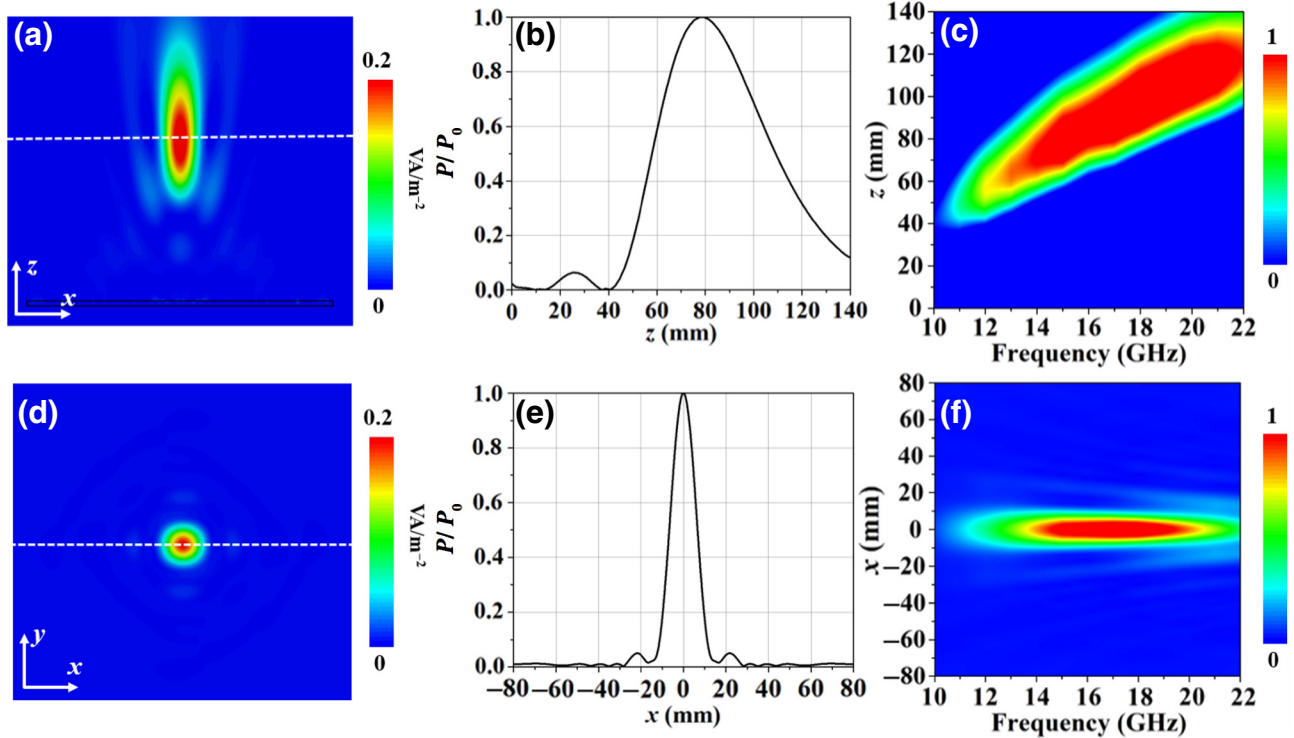 (a)
0.2
0
VA/m⁻²
z
x
(b)
P/ P₀
1.0
0.8
0.6
0.4
0.2
0.0
0 20 40 60 80 100 120 140
z (mm)
(c)
z (mm)
140
120
100
80
60
40
20
0
10 12 14 16 18 20 22
Frequency (GHz)
1
0
(d)
0.2
0
VA/m⁻²
y
x
(e)
P/ P₀
1.0
0.8
0.6
0.4
0.2
0.0
−80 −60 −40 −20 0 20 40 60 80
x (mm)
(f)
x (mm)
80
60
40
20
0
−20
−40
−60
−80
10 12 14 16 18 20 22
Frequency (GHz)
1
0